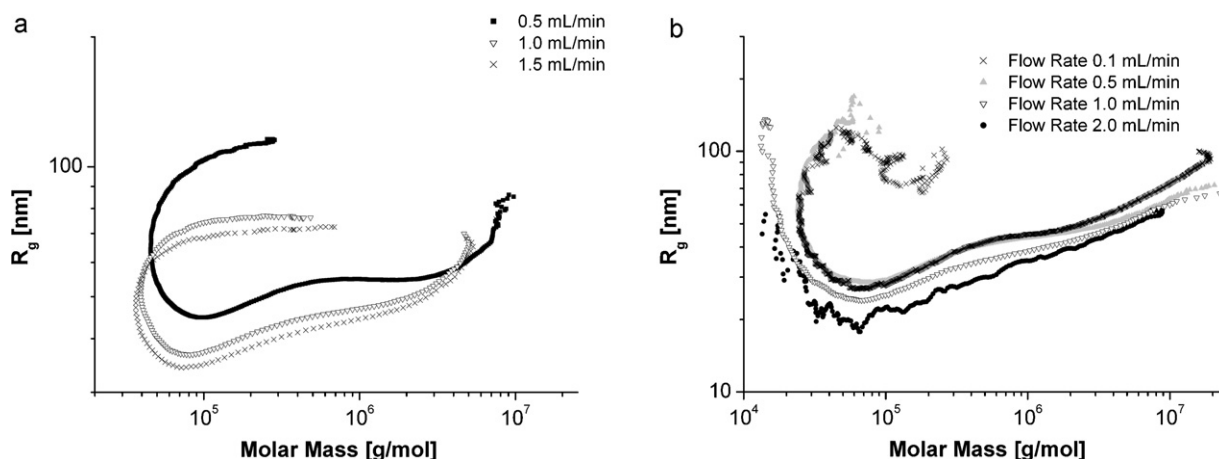 a
0.5 mL/min
1.0 mL/min
1.5 mL/min
100
R_g [nm]
10^5
10^6
10^7
Molar Mass [g/mol]
b
Flow Rate 0.1 mL/min
Flow Rate 0.5 mL/min
Flow Rate 1.0 mL/min
Flow Rate 2.0 mL/min
100
R_g [nm]
10
10^4
10^5
10^6
10^7
Molar Mass [g/mol]